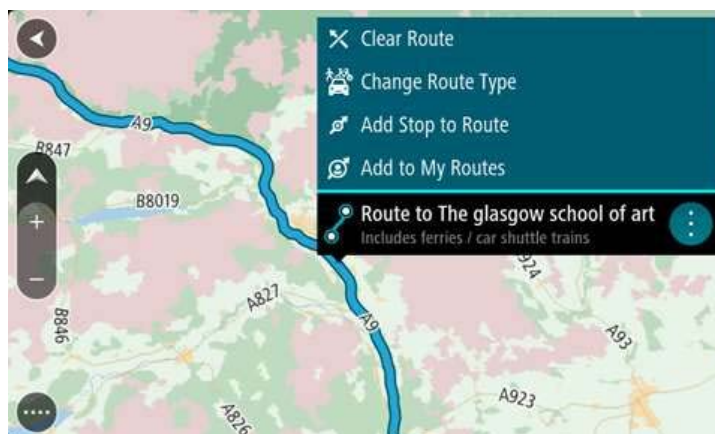 Clear Route
Change Route Type
Add Stop to Route
Add to My Routes
Route to The glasgow school of art
Includes ferries / car shuttle trains
A9
B847
B8019
A827
A9
B846
A826
A924
A93
A923